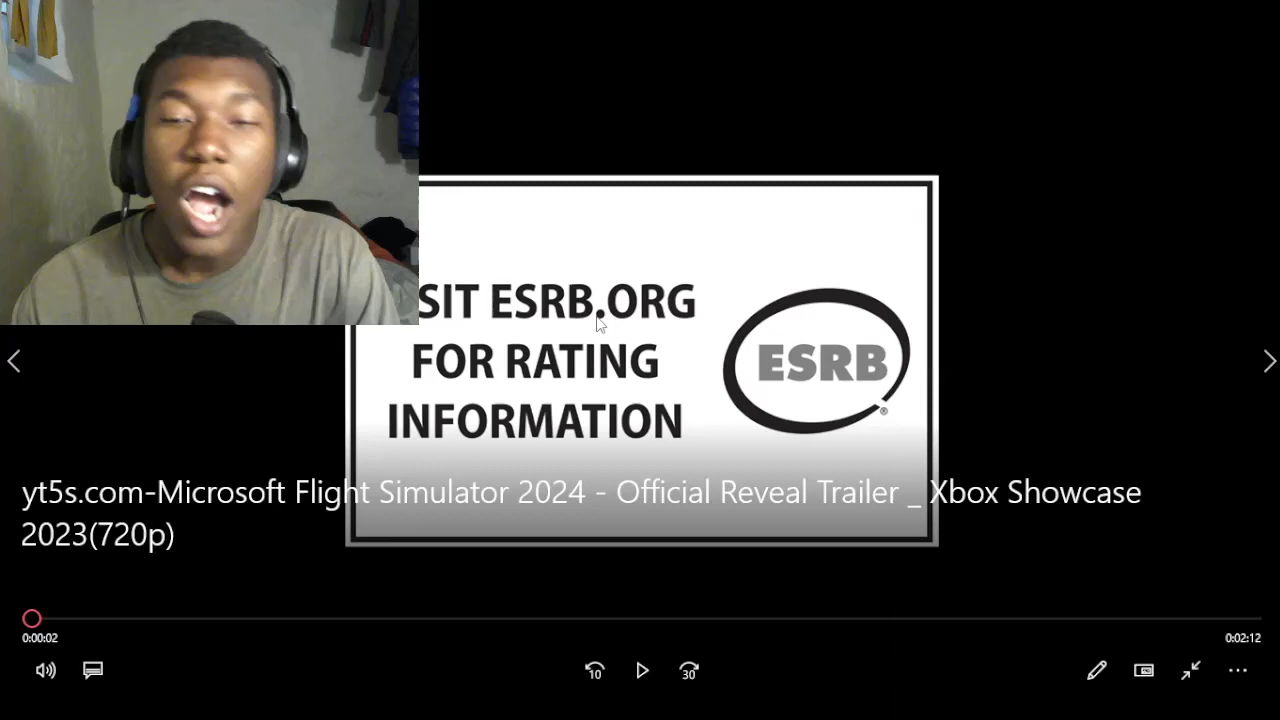 SIT ESRB.ORG
FOR RATING
INFORMATION
ESRB
®
yt5s.com-Microsoft Flight Simulator 2024 - Official Reveal Trailer _ Xbox Showcase
2023(720p)
0:00:02
0:02:12
10
30